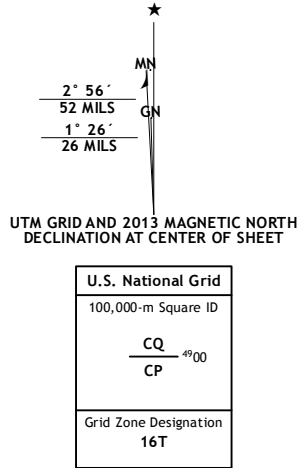 MN
2° 56´
52 MILS
GN
1° 26´
26 MILS
UTM GRID AND 2013 MAGNETIC NORTH
DECLINATION AT CENTER OF SHEET
U.S. National Grid
100,000-m Square ID
CQ
4900
CP
Grid Zone Designation
16T